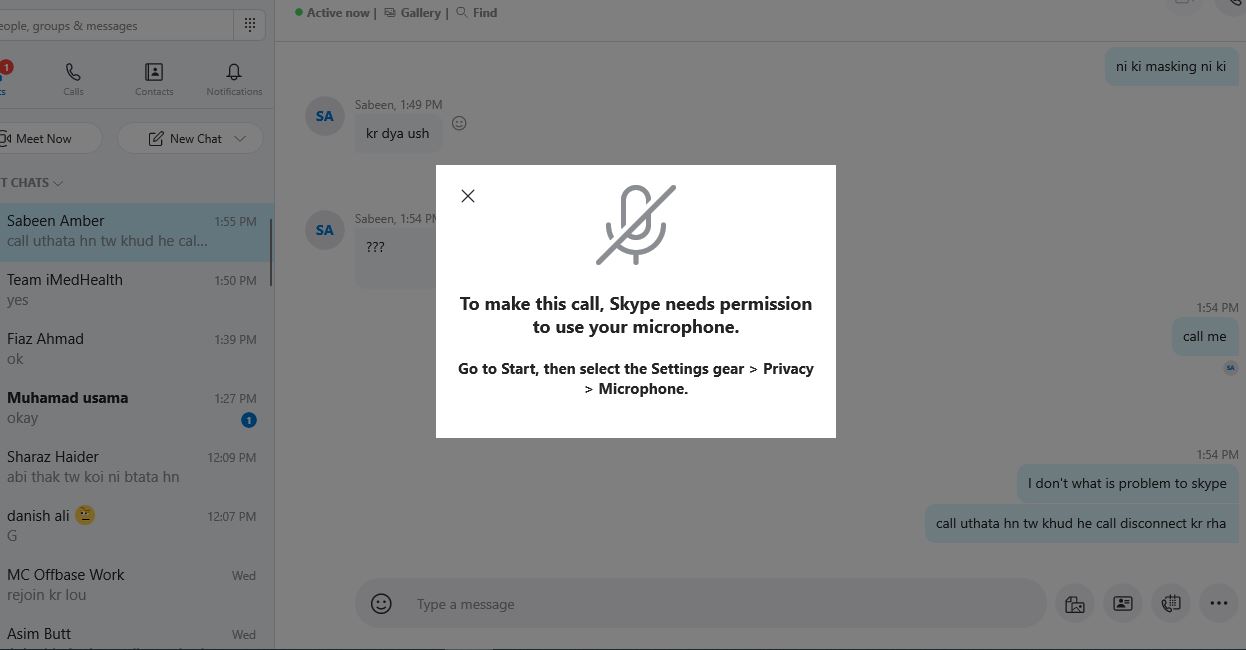 eople, groups & messages
1
ts
Calls
Contacts
Notifications
Meet Now
New Chat
T CHATS
Sabeen Amber
1:55 PM
call uthata hn tw khud he cal...
Team iMedHealth
1:50 PM
yes
Fiaz Ahmad
1:39 PM
ok
Muhamad usama
1:27 PM
okay
1
Sharaz Haider
12:09 PM
abi thak tw koi ni btata hn
danish ali 🤨
12:07 PM
G
MC Offbase Work
Wed
rejoin kr lou
Asim Butt
Wed
Active now | Gallery | Find
ni ki masking ni ki
Sabeen, 1:49 PM
SA
kr dya ush
Sabeen, 1:54 PM
SA
???
To make this call, Skype needs permission
to use your microphone.
Go to Start, then select the Settings gear > Privacy
> Microphone.
1:54 PM
call me
SA
1:54 PM
I don't what is problem to skype
call uthata hn tw khud he call disconnect kr rha
Type a message